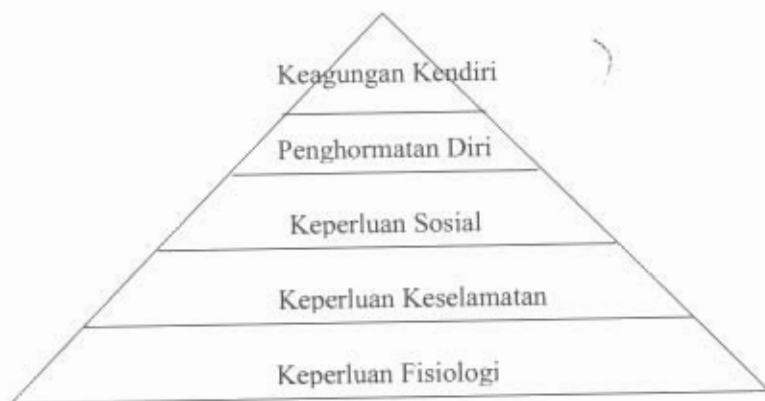 Keagungan Kendiri
Penghormatan Diri
Keperluan Sosial
Keperluan Keselamatan
Keperluan Fisiologi